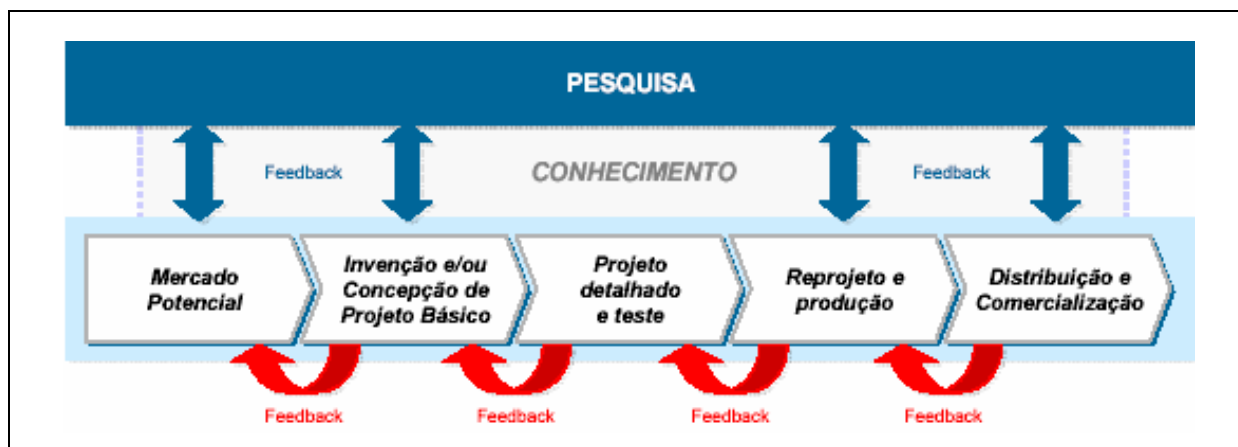 PESQUISA
Feedback
CONHECIMENTO
Feedback
Mercado
Potencial
Invenção e/ou
Concepção de
Projeto Básico
Projeto
detalhado
e teste
Reprojeto e
produção
Distribuição e
Comercialização
Feedback
Feedback
Feedback
Feedback